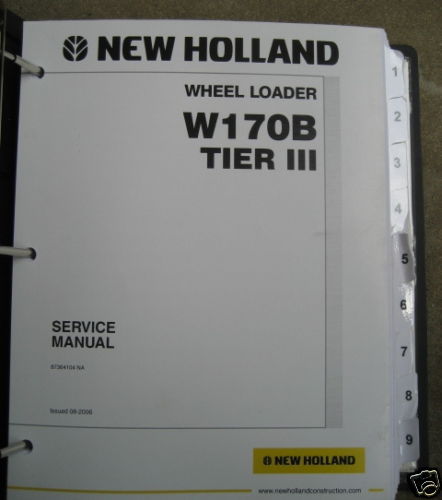 NEW HOLLAND
WHEEL LOADER
W170B
TIER III
SERVICE
MANUAL
87364104 NA
Issued 08-2006
NEW HOLLAND
www.newhollandconstruction.com
1
2
3
4
5
6
7
8
9